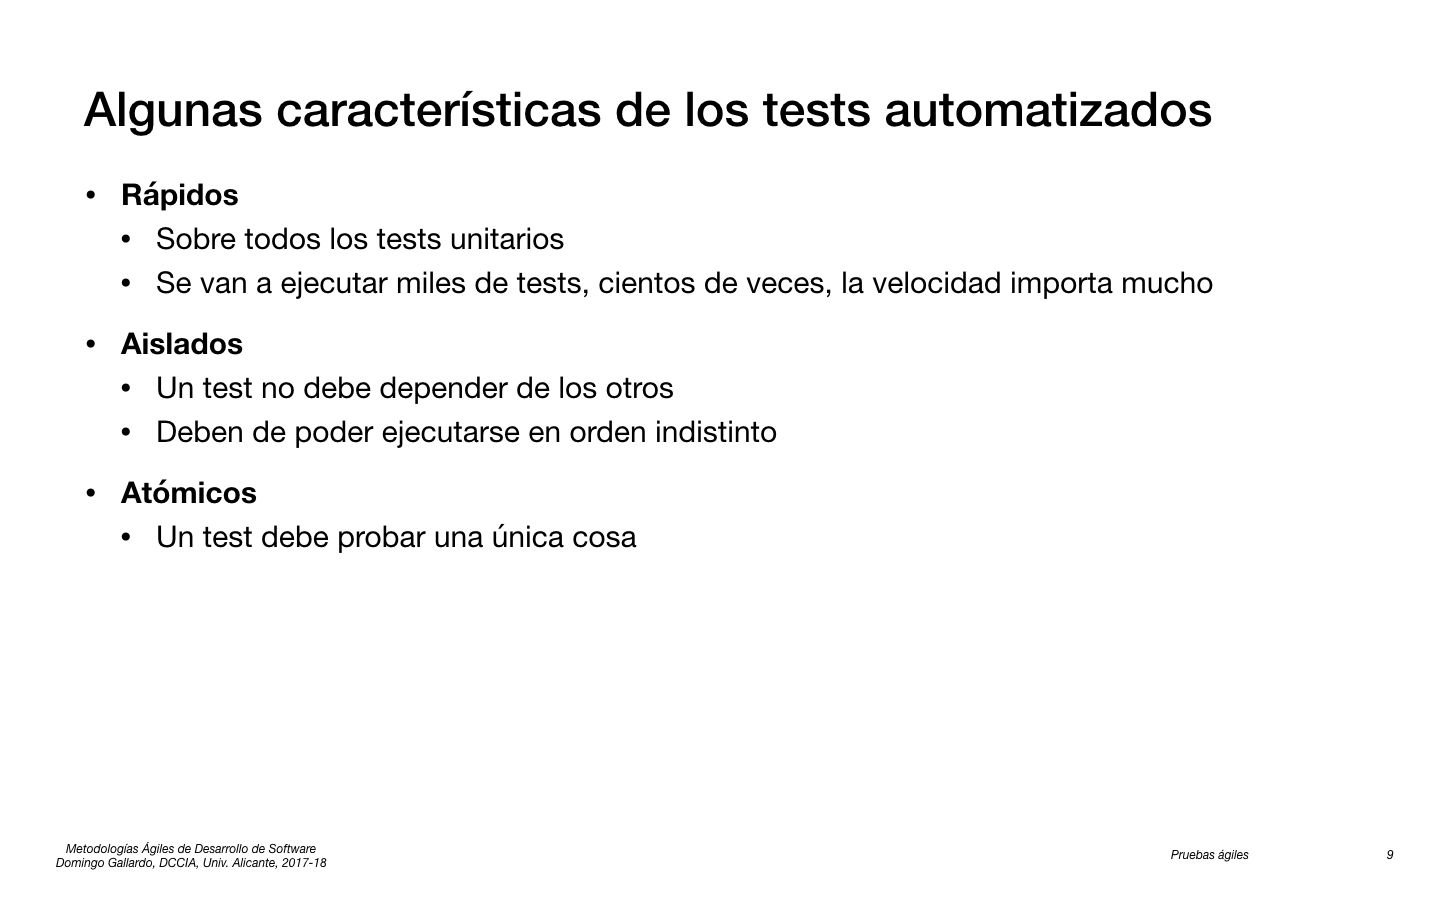 Algunas características de los tests automatizados
• Rápidos
• Sobre todos los tests unitarios
• Se van a ejecutar miles de tests, cientos de veces, la velocidad importa mucho
• Aislados
• Un test no debe depender de los otros
• Deben de poder ejecutarse en orden indistinto
• Atómicos
• Un test debe probar una única cosa
Metodologías Ágiles de Desarrollo de Software
Domingo Gallardo, DCCIA, Univ. Alicante, 2017-18
Pruebas ágiles
9